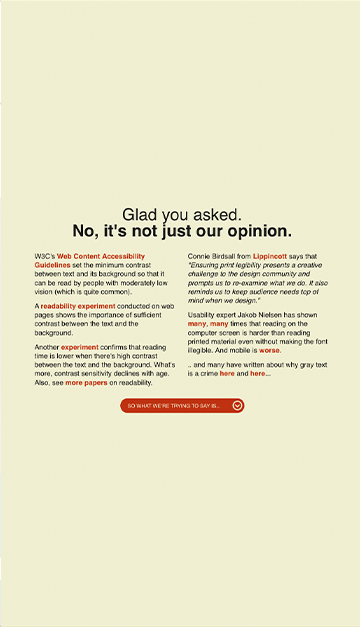 Glad you asked.
No, it's not just our opinion.
W3C's Web Content Accessibility
Guidelines set the minimum contrast
between text and its background so that it
can be read by people with moderately low
vision (which is quite common).
A readability experiment conducted on web
pages shows the importance of sufficient
contrast between the text and the
background.
Another experiment confirms that reading
time is lower when there's high contrast
between the text and the background. What's
more, contrast sensitivity declines with age.
Also, see more papers on readability.
Connie Birdsall from Lippincott says that
"Ensuring print legibility presents a creative
challenge to the design community and
prompts us to re-examine what we do. It also
reminds us to keep audience needs top of
mind when we design."
Usability expert Jakob Nielsen has shown
many, many times that reading on the
computer screen is harder than reading
printed material even without making the font
illegible. And mobile is worse.
.. and many have written about why gray text
is a crime here and here...
SO WHAT WE'RE TRYING TO SAY IS...